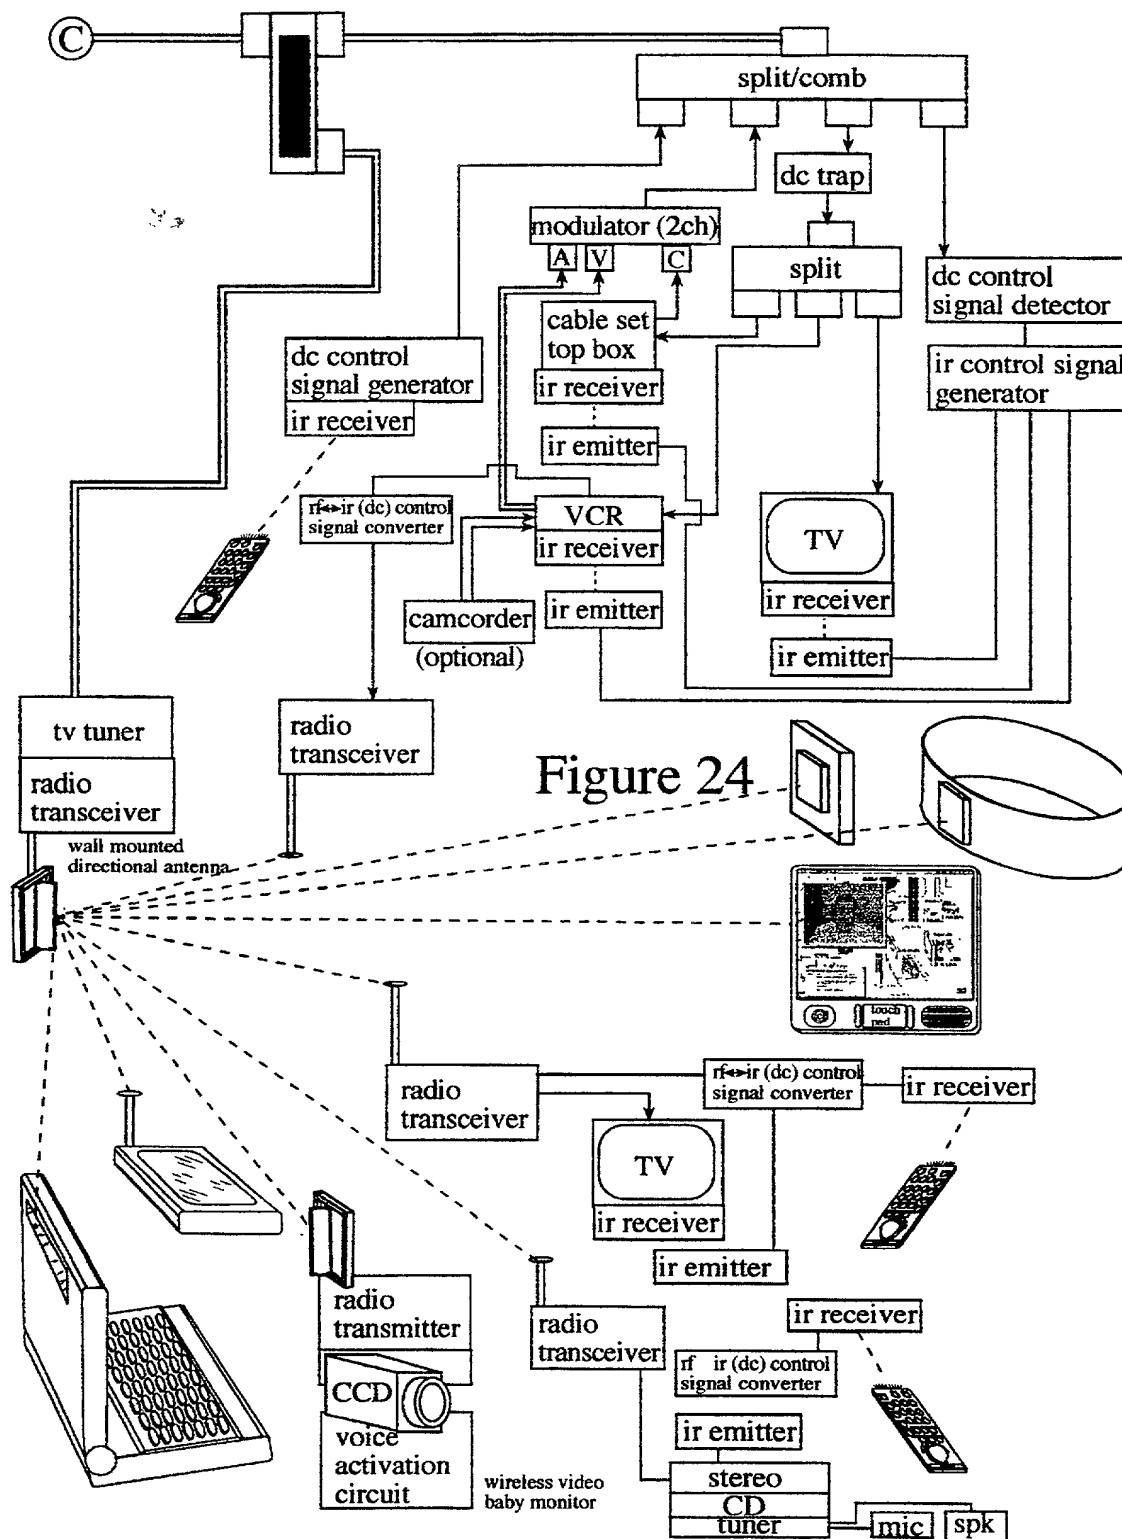 C
split/comb
dc trap
modulator (2ch)
A V C
split
dc control
signal detector
cable set
top box
ir receiver
dc control
signal generator
ir receiver
ir control signal
generator
ir emitter
rf↔ir (dc) control
signal converter
VCR
ir receiver
TV
ir receiver
camcorder
(optional)
ir emitter
ir emitter
tv tuner
radio
transceiver
radio
transceiver
Figure 24
wall mounted
directional antenna
touch
pad
radio
transceiver
rf↔ir (dc) control
signal converter
ir receiver
TV
ir receiver
ir emitter
radio
transmitter
CCD
voice
activation
circuit
wireless video
baby monitor
radio
transceiver
ir receiver
rf ir (dc) control
signal converter
ir emitter
stereo
CD
tuner
mic
spk